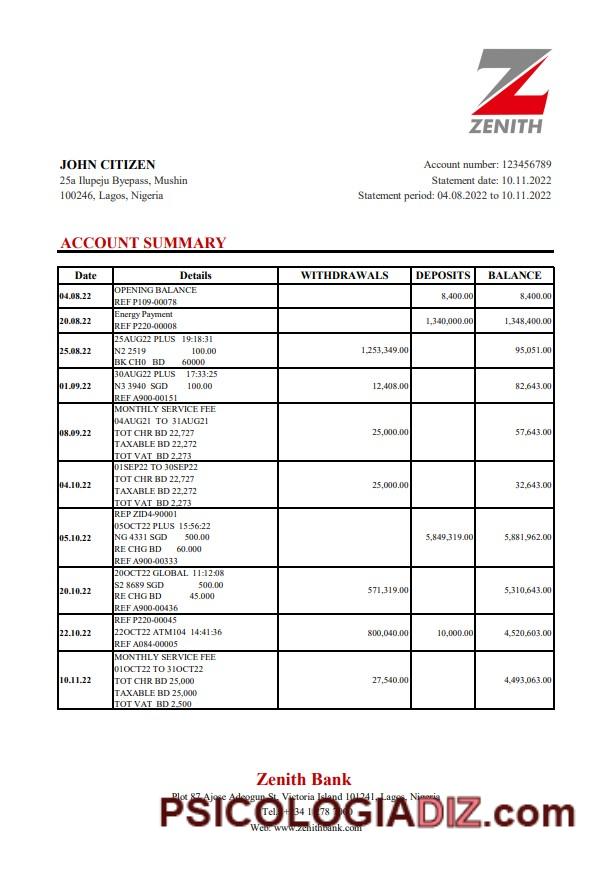 ZENITH
JOHN CITIZEN
25a Ilupeju Byepass, Mushin
100246, Lagos, Nigeria
Account number: 123456789
Statement date: 10.11.2022
Statement period: 04.08.2022 to 10.11.2022
ACCOUNT SUMMARY
Date Details WITHDRAWALS DEPOSITS BALANCE
04.08.22 OPENING BALANCE 8,400.00 8,400.00
REF P109-00078
20.08.22 Energy Payment 1,340,000.00 1,348,400.00
REF P220-00008
25.08.22 25AUG22 PLUS 19:18:31 1,253,349.00 95,051.00
N2 2519 100.00
BK CH0 BD 60000
01.09.22 30AUG22 PLUS 17:33:25 12,408.00 82,643.00
N3 3940 SGD 100.00
REF A900-00151
08.09.22 MONTHLY SERVICE FEE 25,000.00 57,643.00
04AUG21 TO 31AUG21
TOT CHR BD 22,727
TAXABLE BD 22,272
TOT VAT BD 2,273
04.10.22 01SEP22 TO 30SEP22 25,000.00 32,643.00
TOT CHR BD 22,727
TAXABLE BD 22,272
TOT VAT BD 2,273
05.10.22 REP ZID4-90001 5,849,319.00 5,881,962.00
05OCT22 PLUS 15:56:22
NG 4331 SGD 500.00
RE CHG BD 60.000
REF A900-00333
20.10.22 20OCT22 GLOBAL 11:12:08 571,319.00 5,310,643.00
S2 8689 SGD 500.00
RE CHG BD 45.000
REF A900-00436
22.10.22 REF P220-00045 800,040.00 10,000.00 4,520,603.00
22OCT22 ATM104 14:41:36
REF A084-00005
10.11.22 MONTHLY SERVICE FEE 27,540.00 4,493,063.00
01OCT22 TO 31OCT22
TOT CHR BD 25,000
TAXABLE BD 25,000
TOT VAT BD 2,500
Zenith Bank
Plot 87 Ajose Adeogun St, Victoria Island 101241, Lagos, Nigeria
Web: www.zenithbank.com
PSICOLOGIADIZ.com